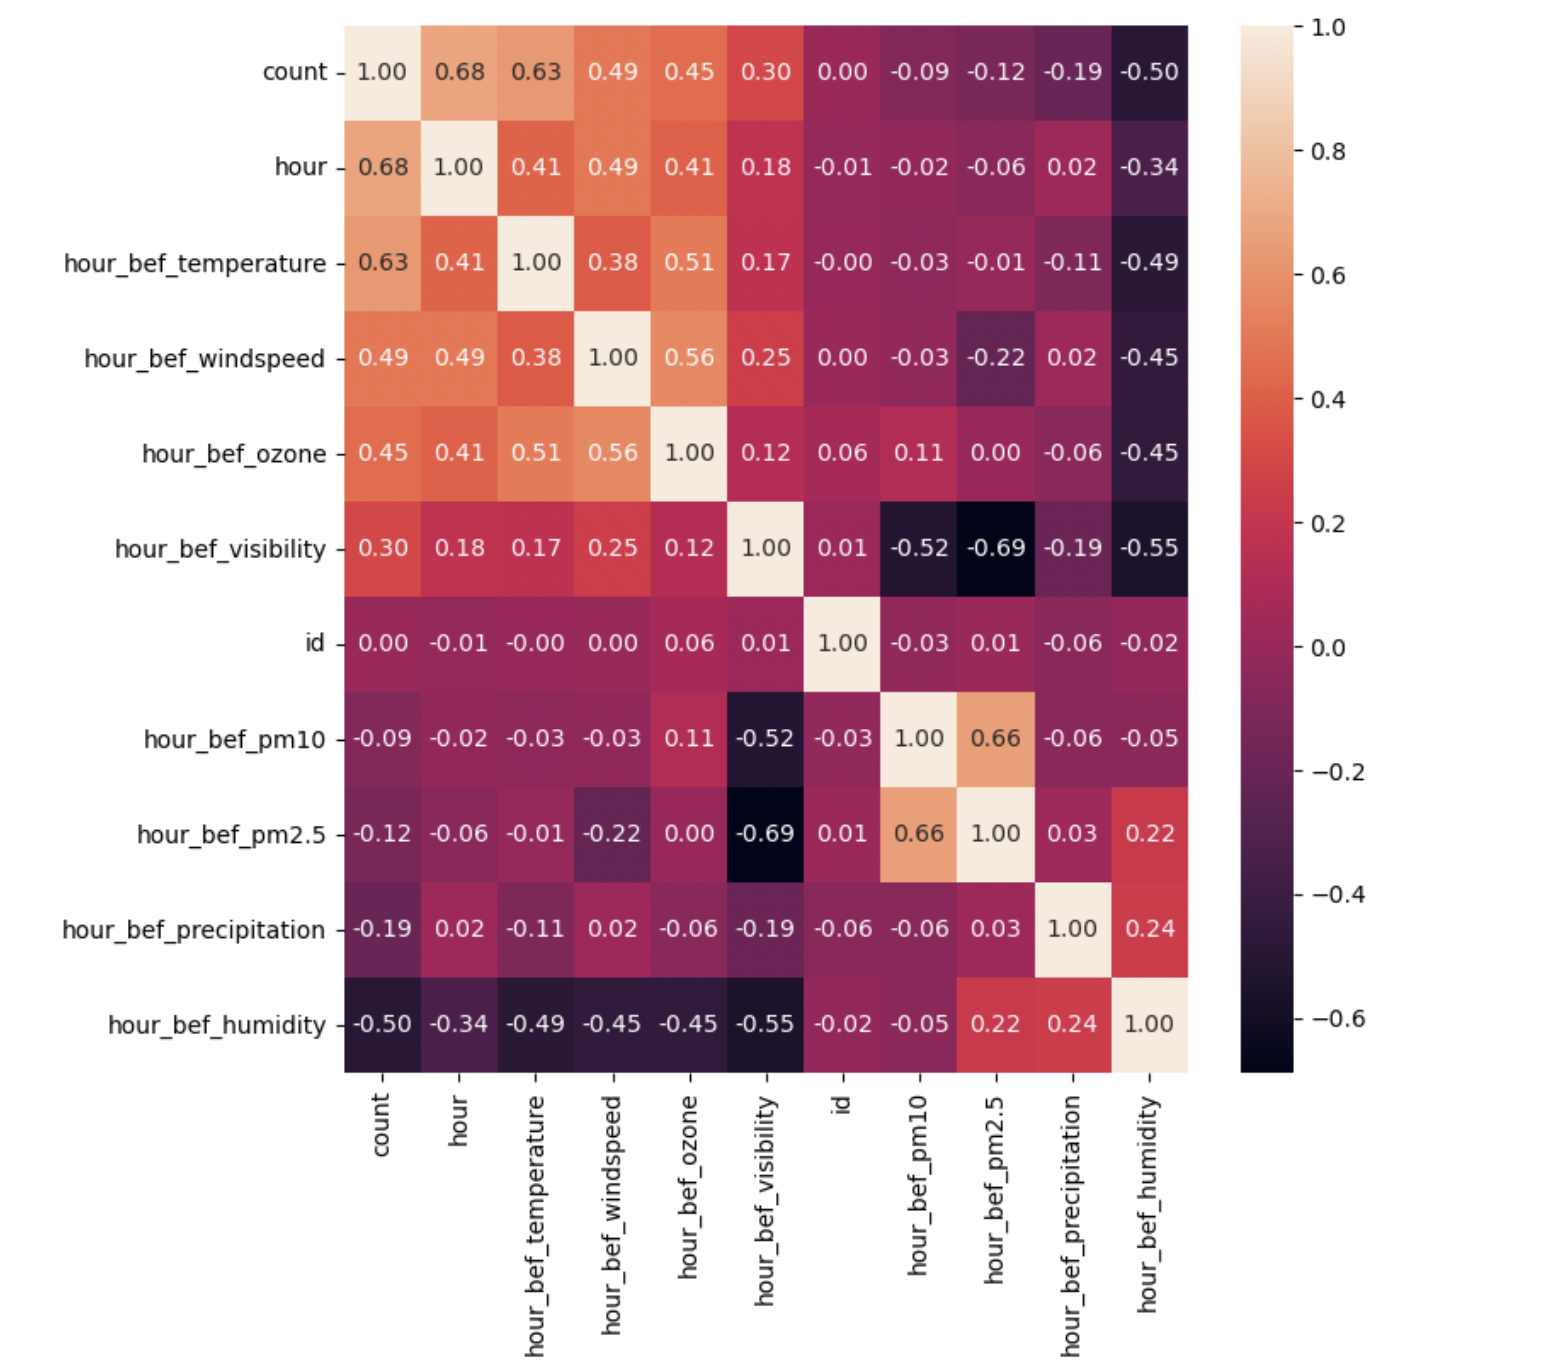 count 1.00 0.68 0.63 0.49 0.45 0.30 0.00 -0.09 -0.12 -0.19 -0.50
hour 0.68 1.00 0.41 0.49 0.41 0.18 -0.01 -0.02 -0.06 0.02 -0.34
hour_bef_temperature 0.63 0.41 1.00 0.38 0.51 0.17 -0.00 -0.03 -0.01 -0.11 -0.49
hour_bef_windspeed 0.49 0.49 0.38 1.00 0.56 0.25 0.00 -0.03 -0.22 0.02 -0.45
hour_bef_ozone 0.45 0.41 0.51 0.56 1.00 0.12 0.06 0.11 0.00 -0.06 -0.45
hour_bef_visibility 0.30 0.18 0.17 0.25 0.12 1.00 0.01 -0.52 -0.69 -0.19 -0.55
id 0.00 -0.01 -0.00 0.00 0.06 0.01 1.00 -0.03 0.01 -0.06 -0.02
hour_bef_pm10 -0.09 -0.02 -0.03 -0.03 0.11 -0.52 -0.03 1.00 0.66 -0.06 -0.05
hour_bef_pm2.5 -0.12 -0.06 -0.01 -0.22 0.00 -0.69 0.01 0.66 1.00 0.03 0.22
hour_bef_precipitation -0.19 0.02 -0.11 0.02 -0.06 -0.19 -0.06 -0.06 0.03 1.00 0.24
hour_bef_humidity -0.50 -0.34 -0.49 -0.45 -0.45 -0.55 -0.02 -0.05 0.22 0.24 1.00
count
hour
hour_bef_temperature
hour_bef_windspeed
hour_bef_ozone
hour_bef_visibility
id
hour_bef_pm10
hour_bef_pm2.5
hour_bef_precipitation
hour_bef_humidity
1.0
0.8
0.6
0.4
0.2
0.0
−0.2
−0.4
−0.6